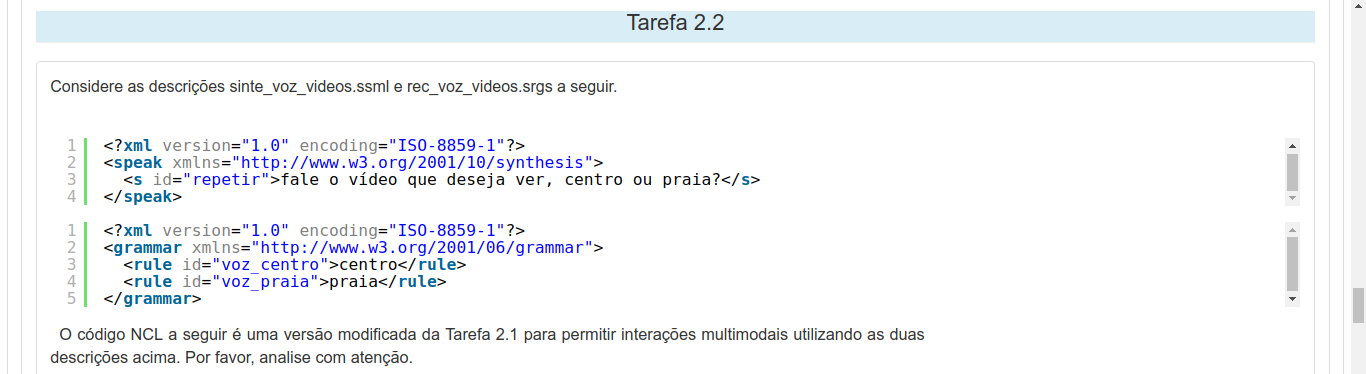 Tarefa 2.2
Considere as descrições sinte_voz_videos.ssml e rec_voz_videos.srgs a seguir.
1 <?xml version="1.0" encoding="ISO-8859-1"?>
2 <speak xmlns="http://www.w3.org/2001/10/synthesis">
3   <s id="repetir">fale o vídeo que deseja ver, centro ou praia?</s>
4 </speak>
1 <?xml version="1.0" encoding="ISO-8859-1"?>
2 <grammar xmlns="http://www.w3.org/2001/06/grammar">
3   <rule id="voz_centro">centro</rule>
4   <rule id="voz_praia">praia</rule>
5 </grammar>
O código NCL a seguir é uma versão modificada da Tarefa 2.1 para permitir interações multimodais utilizando as duas
descrições acima. Por favor, analise com atenção.